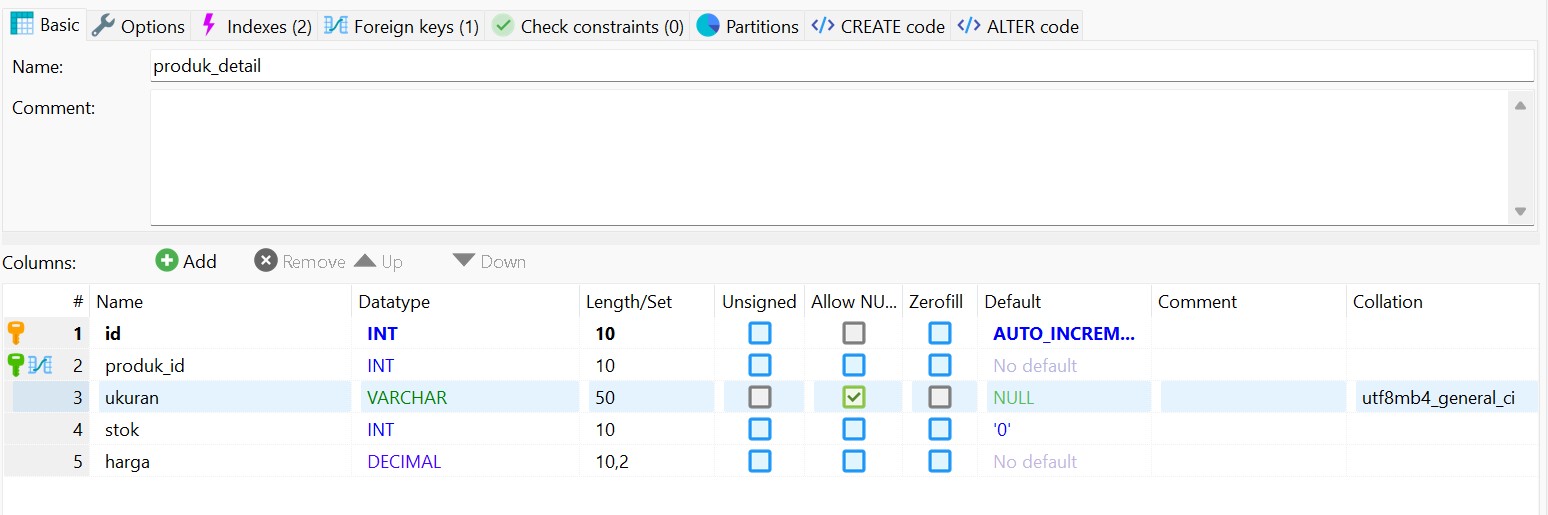 Basic Options Indexes (2) Foreign keys (1) Check constraints (0) Partitions CREATE code ALTER code
Name: produk_detail
Comment:
Columns: Add Remove Up Down
# Name Datatype Length/Set Unsigned Allow NU... Zerofill Default Comment Collation
1 id INT 10 AUTO_INCREM...
2 produk_id INT 10 No default
3 ukuran VARCHAR 50 NULL utf8mb4_general_ci
4 stok INT 10 '0'
5 harga DECIMAL 10,2 No default